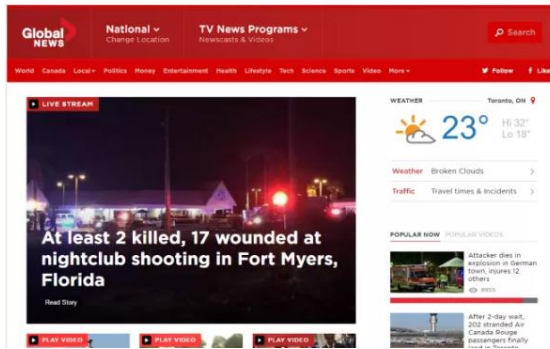 Global
NEWS
National
Change Location
TV News Programs
Newscasts & Videos
Search
World Canada Local Politics Money Entertainment Health Lifestyle Tech Science Sports Video More
Follow
Like
LIVE STREAM
At least 2 killed, 17 wounded at
nightclub shooting in Fort Myers,
Florida
Read Story
PLAY VIDEO
PLAY VIDEO
PLAY VIDEO
WEATHER
Toronto, ON
23°
Hi 32°
Lo 18°
Weather Broken Clouds
Traffic Travel times & Incidents
POPULAR NOW POPULAR VIDEOS
Attacker dies in
explosion in German
town, injures 12
others
After 2-day wait,
202 stranded Air
Canada Rouge
passengers finally
land in Toronto